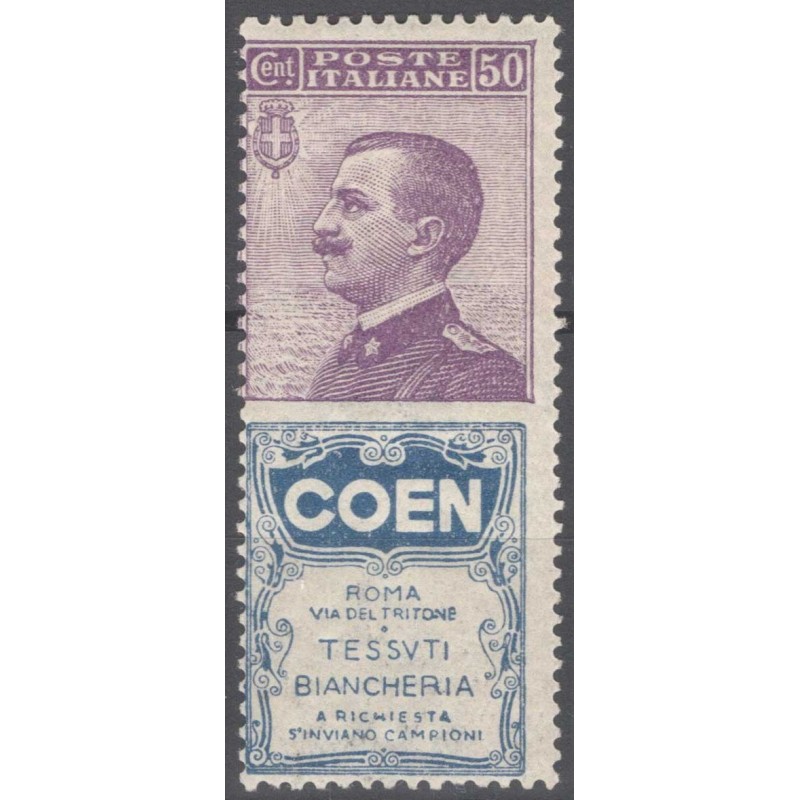 Cent. POSTE ITALIANE 50
COEN
ROMA
VIA DEL TRITONE
TESSVTI
BIANCHERIA
A RICHIESTA
S'INVIANO CAMPIONI